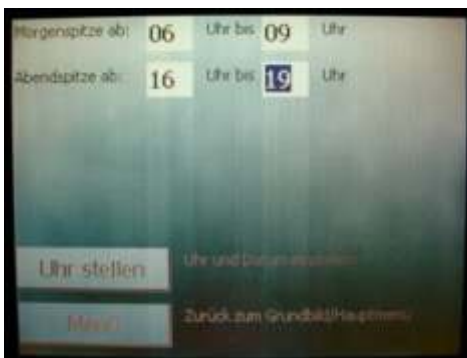 Morgenspitze ab: 06 Uhr bis 09 Uhr
Abendspitze ab: 16 Uhr bis 19 Uhr
Uhr stellen Uhr und Datum einstellen
Menü Zurück zum Grundbild/Hauptmenü